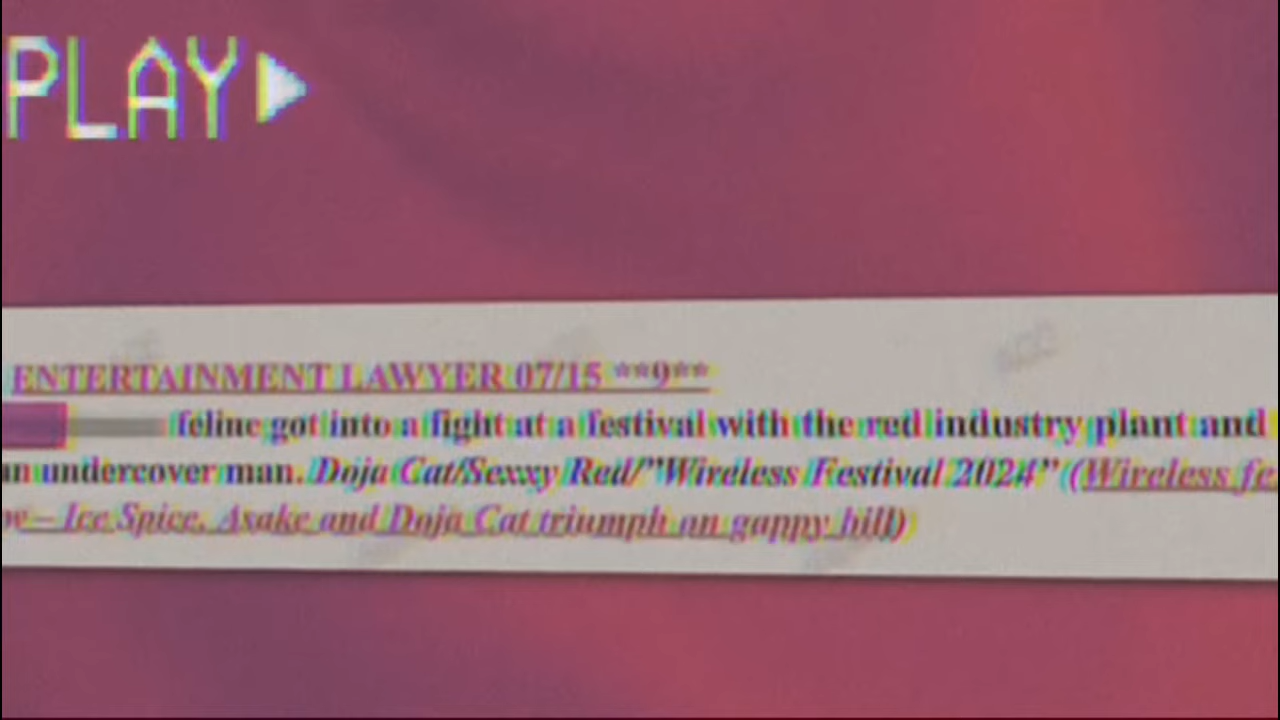 PLAY
ENTERTAINMENT LAWYER 07/15 **9**
feline got into a fight at a festival with the red industry plant and
an undercover man. Doja Cat/Sexxy Red/”Wireless Festival 2024” ((Wireless
– Ice Spice, Asake and Doja Cat triumph on gappy bill)